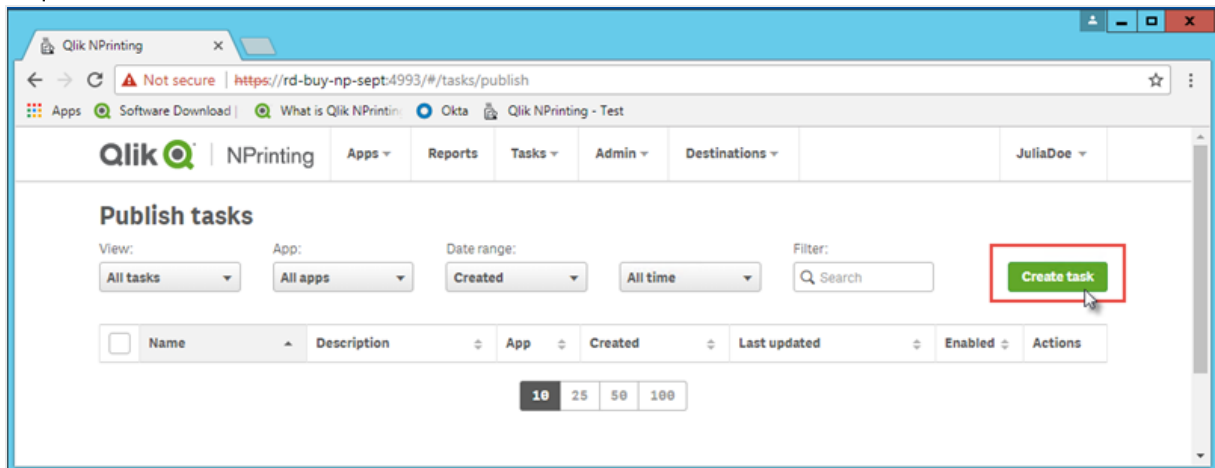 Qlik NPrinting
Not secure | https://rd-buy-np-sept:4993/#/tasks/publish
Apps Software Download | What is Qlik NPrinting Okta Qlik NPrinting - Test
Qlik NPrinting Apps Reports Tasks Admin Destinations JuliaDoe
Publish tasks
View: App: Date range: Filter:
All tasks All apps Created All time Search Create task
Name Description App Created Last updated Enabled Actions
10 25 50 100